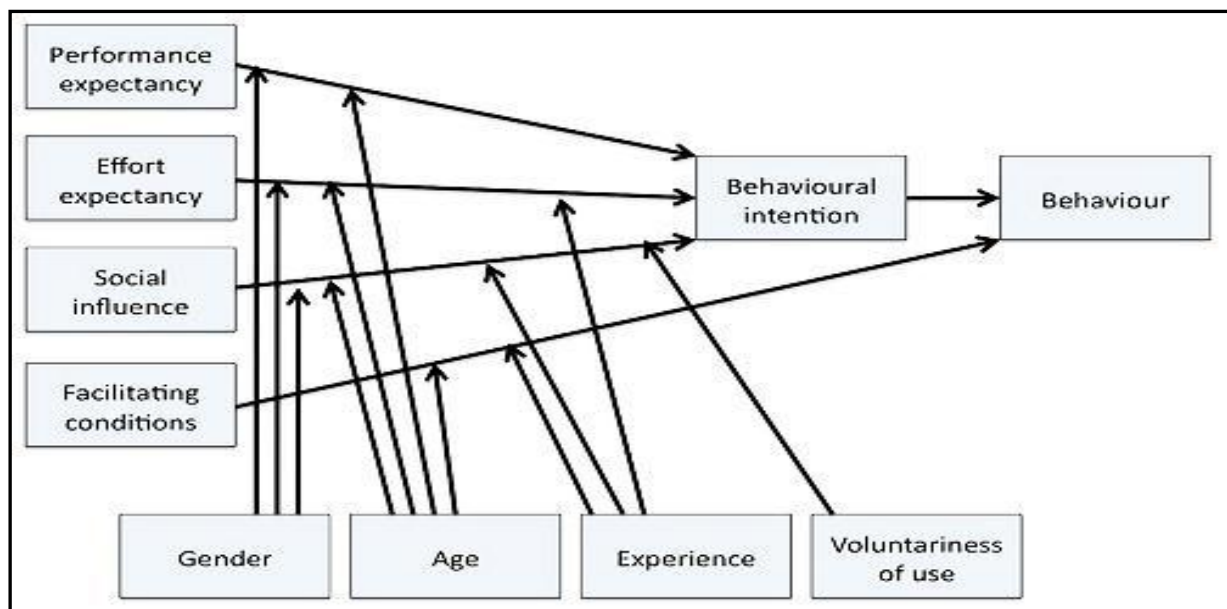 Performance
expectancy
Effort
expectancy
Social
influence
Facilitating
conditions
Behavioural
intention
Behaviour
Gender
Age
Experience
Voluntariness
of use